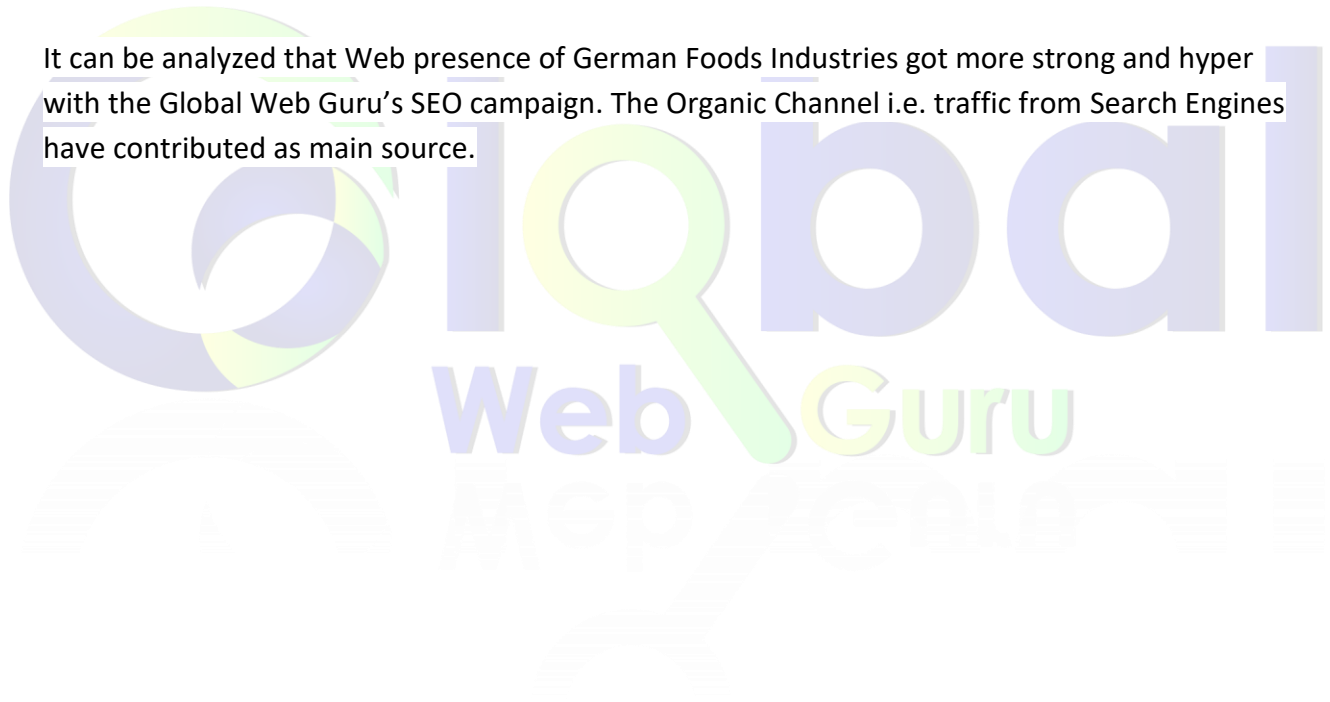 It can be analyzed that Web presence of German Foods Industries got more strong and hyper
with the Global Web Guru’s SEO campaign. The Organic Channel i.e. traffic from Search Engines
have contributed as main source.
Global
Web Guru